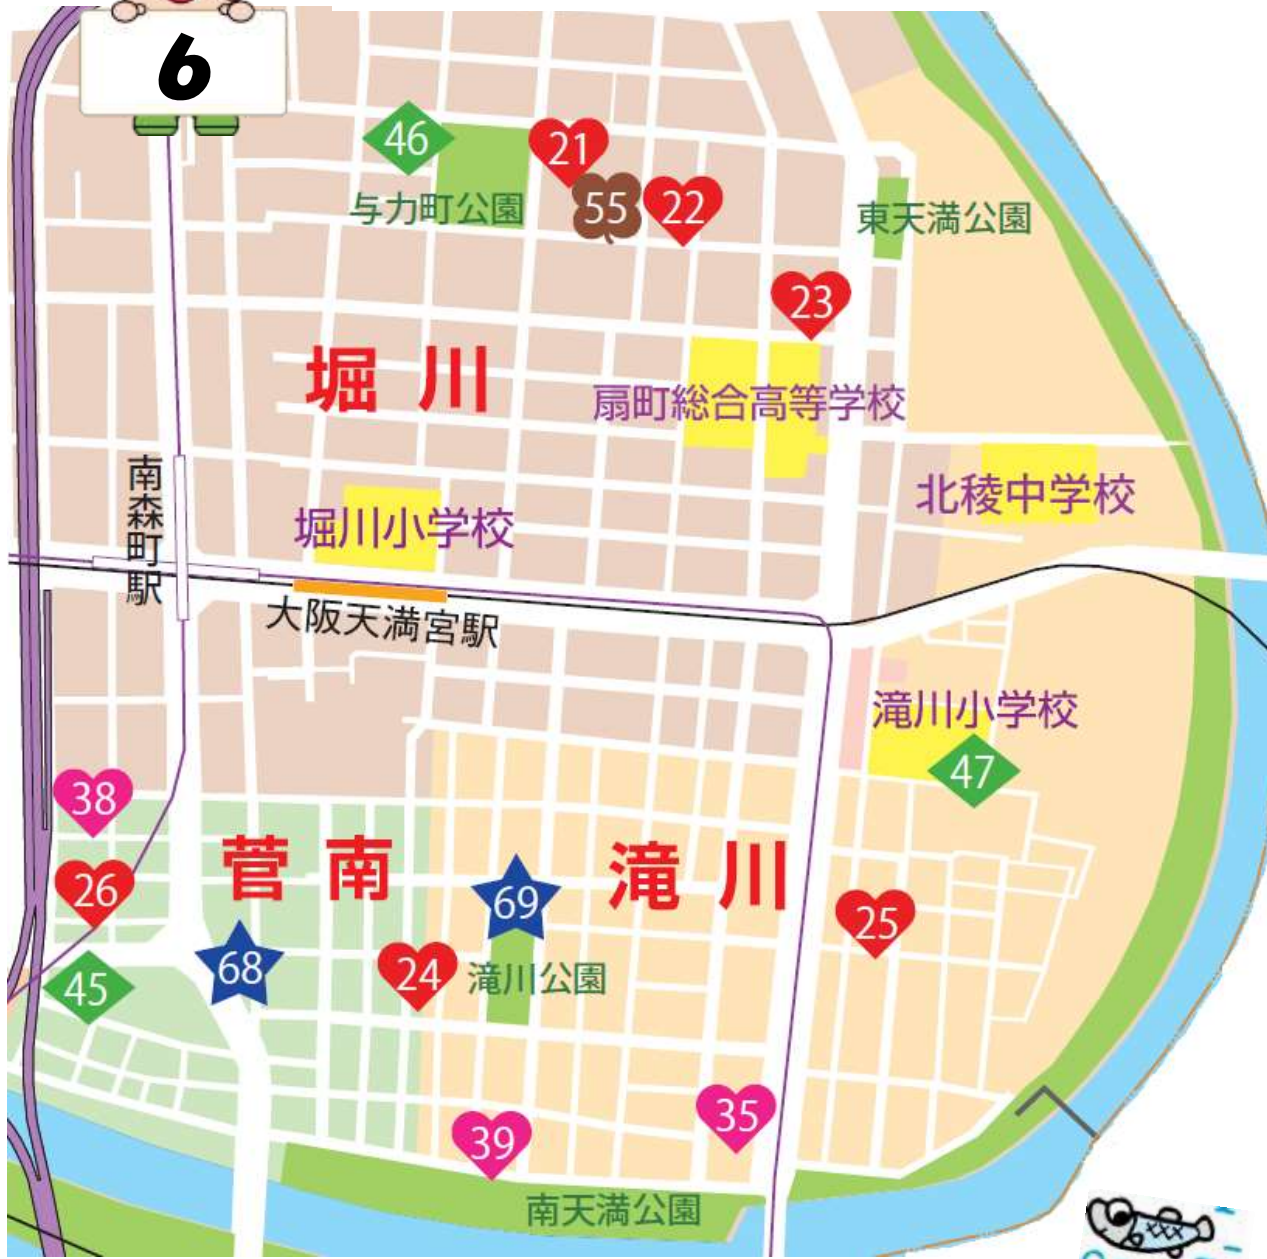 6
46
21
与力町公園
55
22
東天満公園
23
堀川
扇町総合高等学校
南森町駅
北稜中学校
堀川小学校
大阪天満宮駅
滝川小学校
47
38
菅南
滝川
26
69
25
68
24
滝川公園
45
35
39
南天満公園